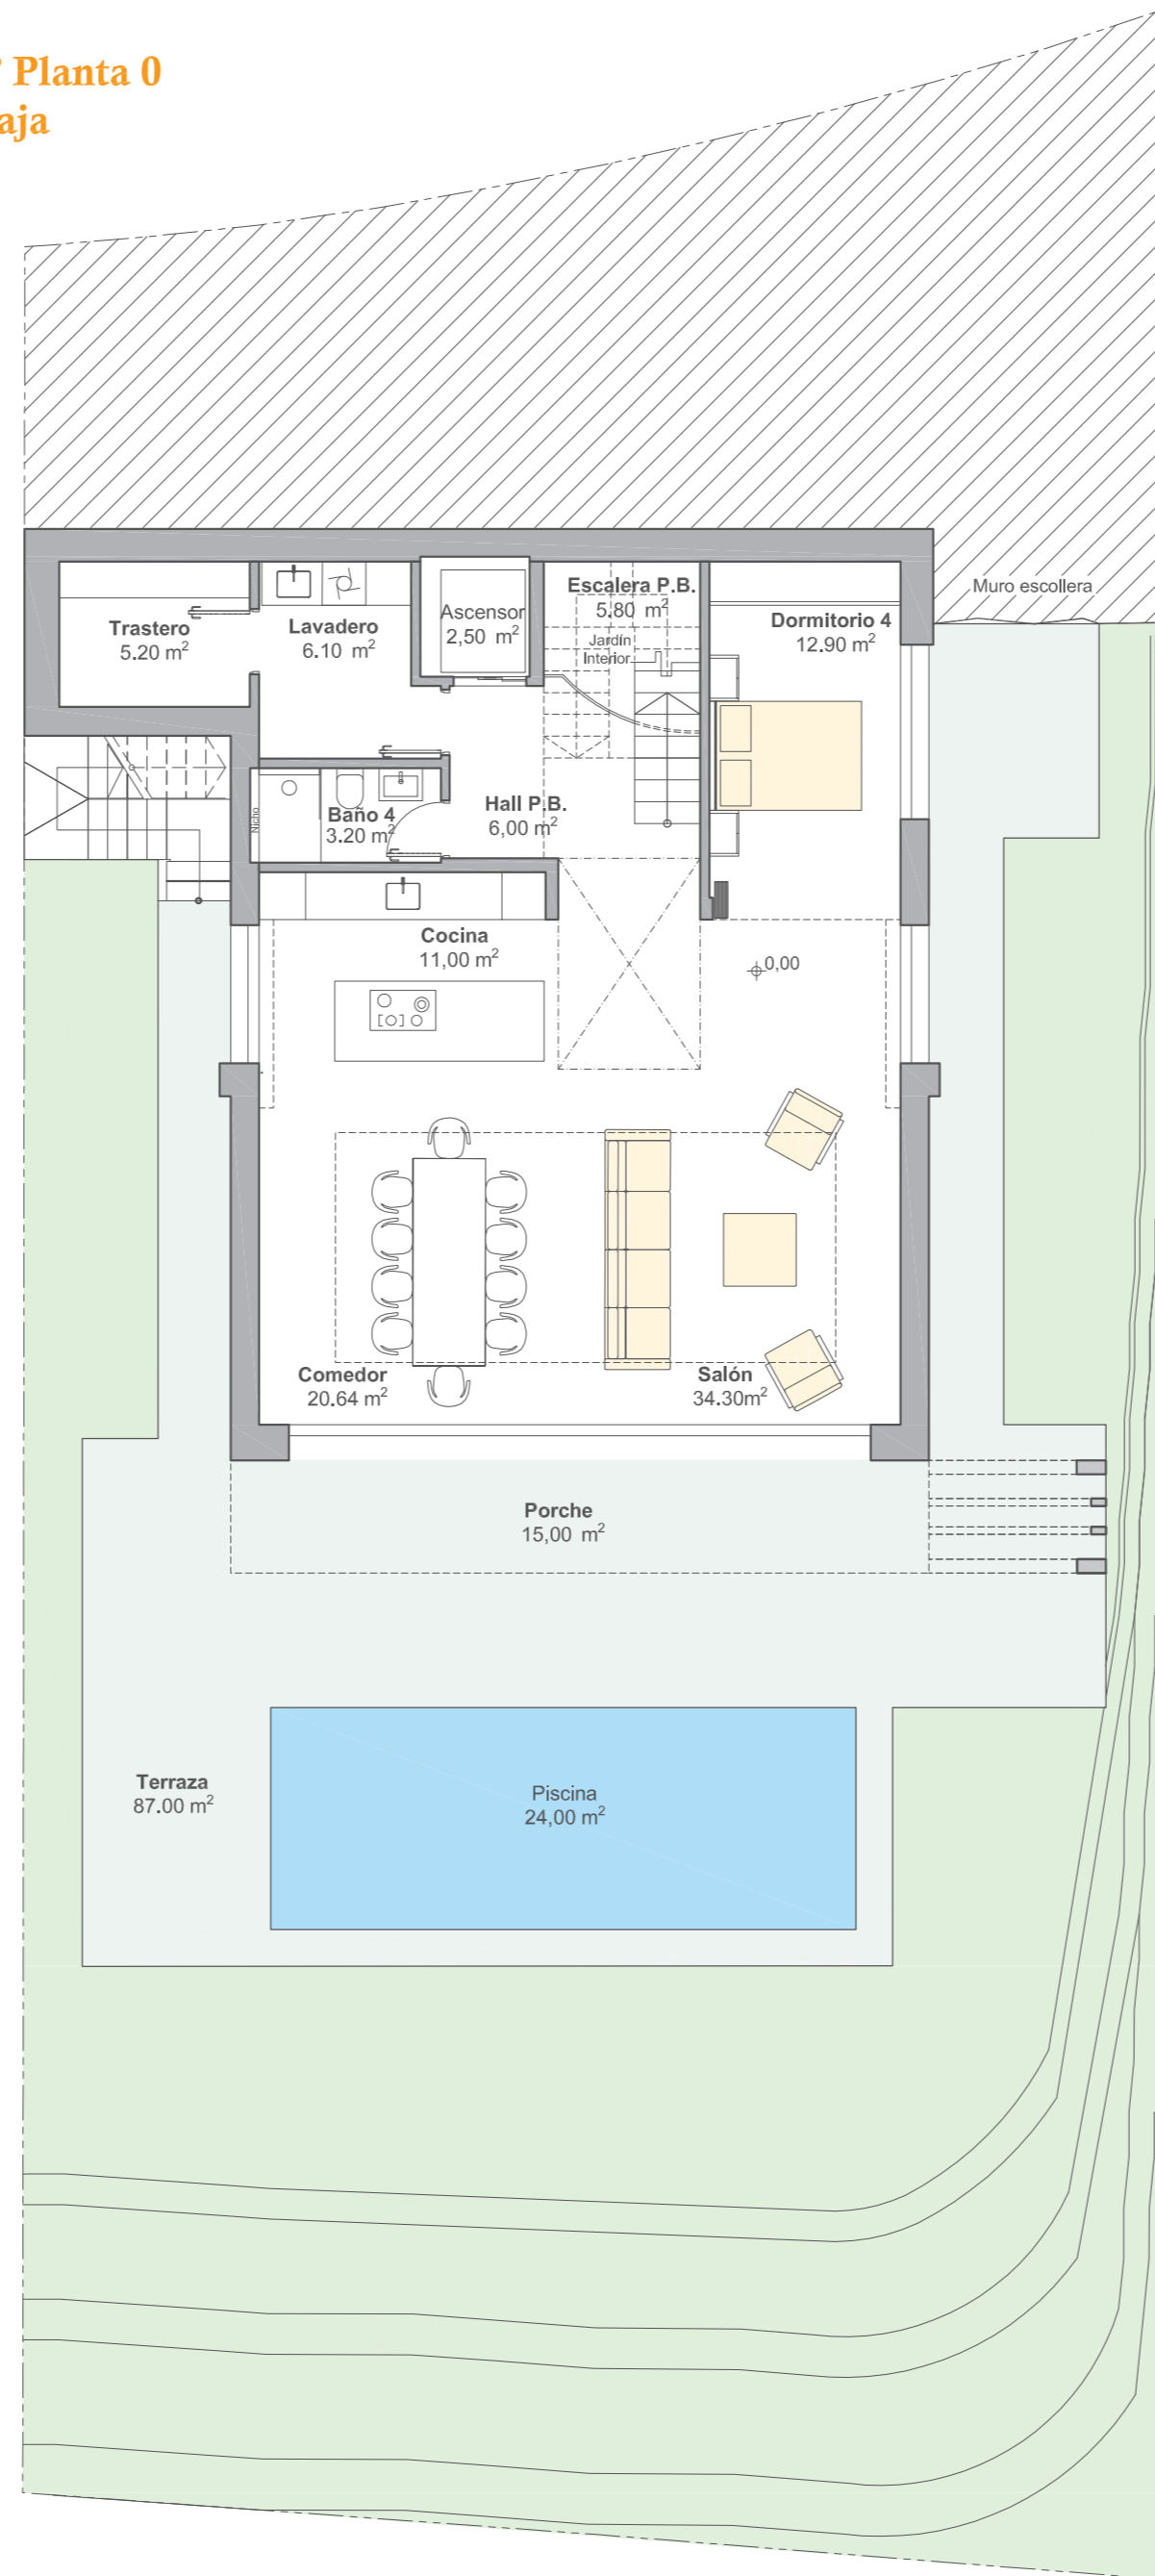 Planta 0
aja
Muro escollera
Escalera P.B.
5.80 m²
Ascensor
2,50 m²
Dormitorio 4
12.90 m²
Trastero
5.20 m²
Lavadero
6.10 m²
Jardín
Interior
Nicho
Baño 4
3.20 m²
Hall P.B.
6,00 m²
Cocina
11,00 m²
0,00
Comedor
20.64 m²
Salón
34.30m²
Porche
15,00 m²
Terraza
87.00 m²
Piscina
24,00 m²